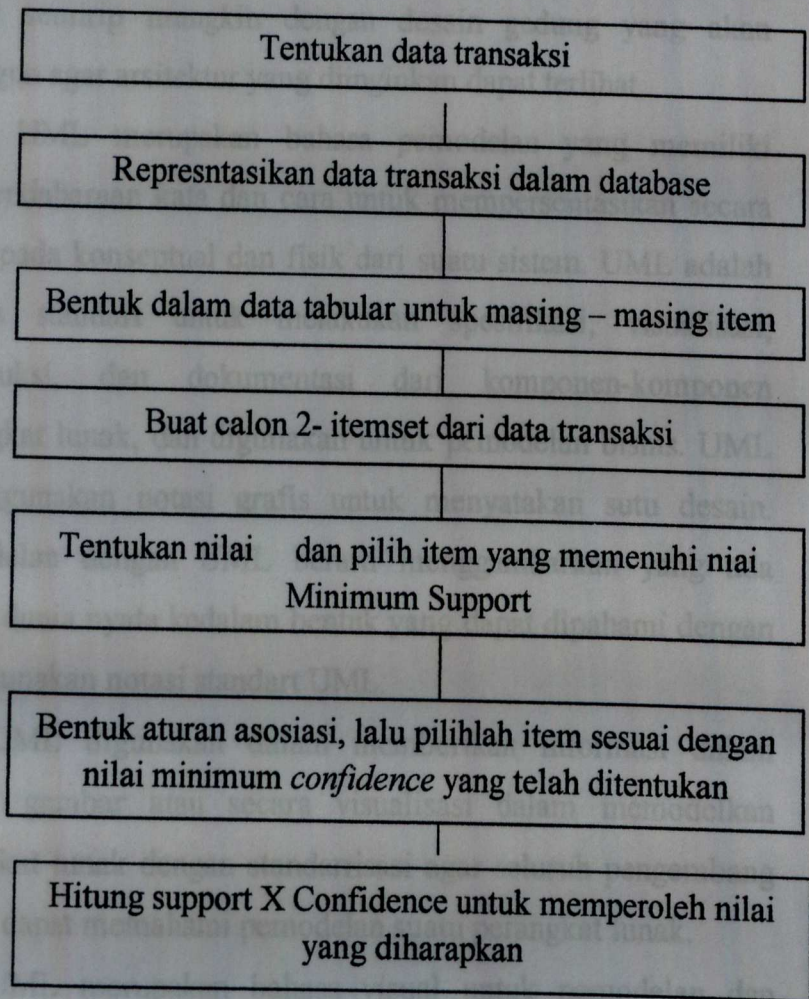 Tentukan data transaksi
Represntasikan data transaksi dalam database
Bentuk dalam data tabular untuk masing – masing item
Buat calon 2- itemset dari data transaksi
Tentukan nilai    dan pilih item yang memenuhi niai
Minimum Support
Bentuk aturan asosiasi, lalu pilihlah item sesuai dengan
nilai minimum confidence yang telah ditentukan
Hitung support X Confidence untuk memperoleh nilai
yang diharapkan